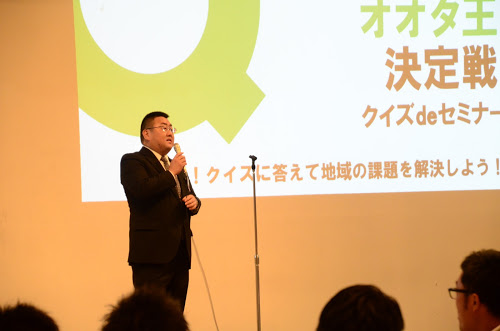 オオタ王
決定戦
クイズdeセミナー
！クイズに答えて地域の課題を解決しよう！